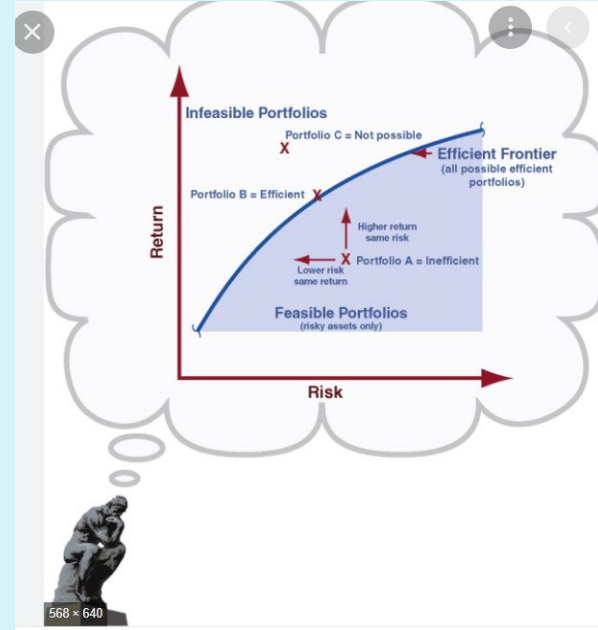 Infeasible Portfolios
Portfolio C = Not possible
X
Efficient Frontier
(all possible efficient
portfolios)
Portfolio B = Efficient X
Return
Higher return
same risk
X Portfolio A = Inefficient
Lower risk
same return
Feasible Portfolios
(risky assets only)
Risk
568 × 640